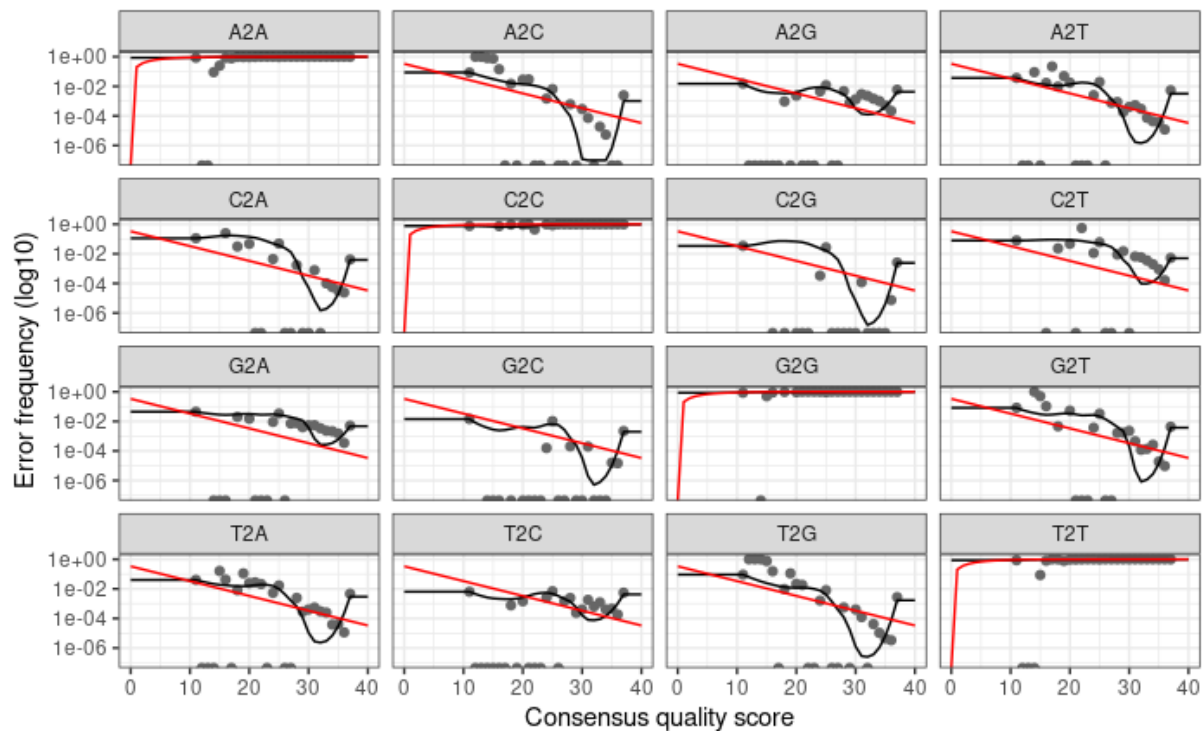 A2A A2C A2G A2T
1e+00
1e-02
1e-04
1e-06
C2A C2C C2G C2T
1e+00
1e-02
1e-04
1e-06
G2A G2C G2G G2T
1e+00
1e-02
1e-04
1e-06
T2A T2C T2G T2T
1e+00
1e-02
1e-04
1e-06
0 10 20 30 40 0 10 20 30 40 0 10 20 30 40 0 10 20 30 40
Consensus quality score
Error frequency (log10)